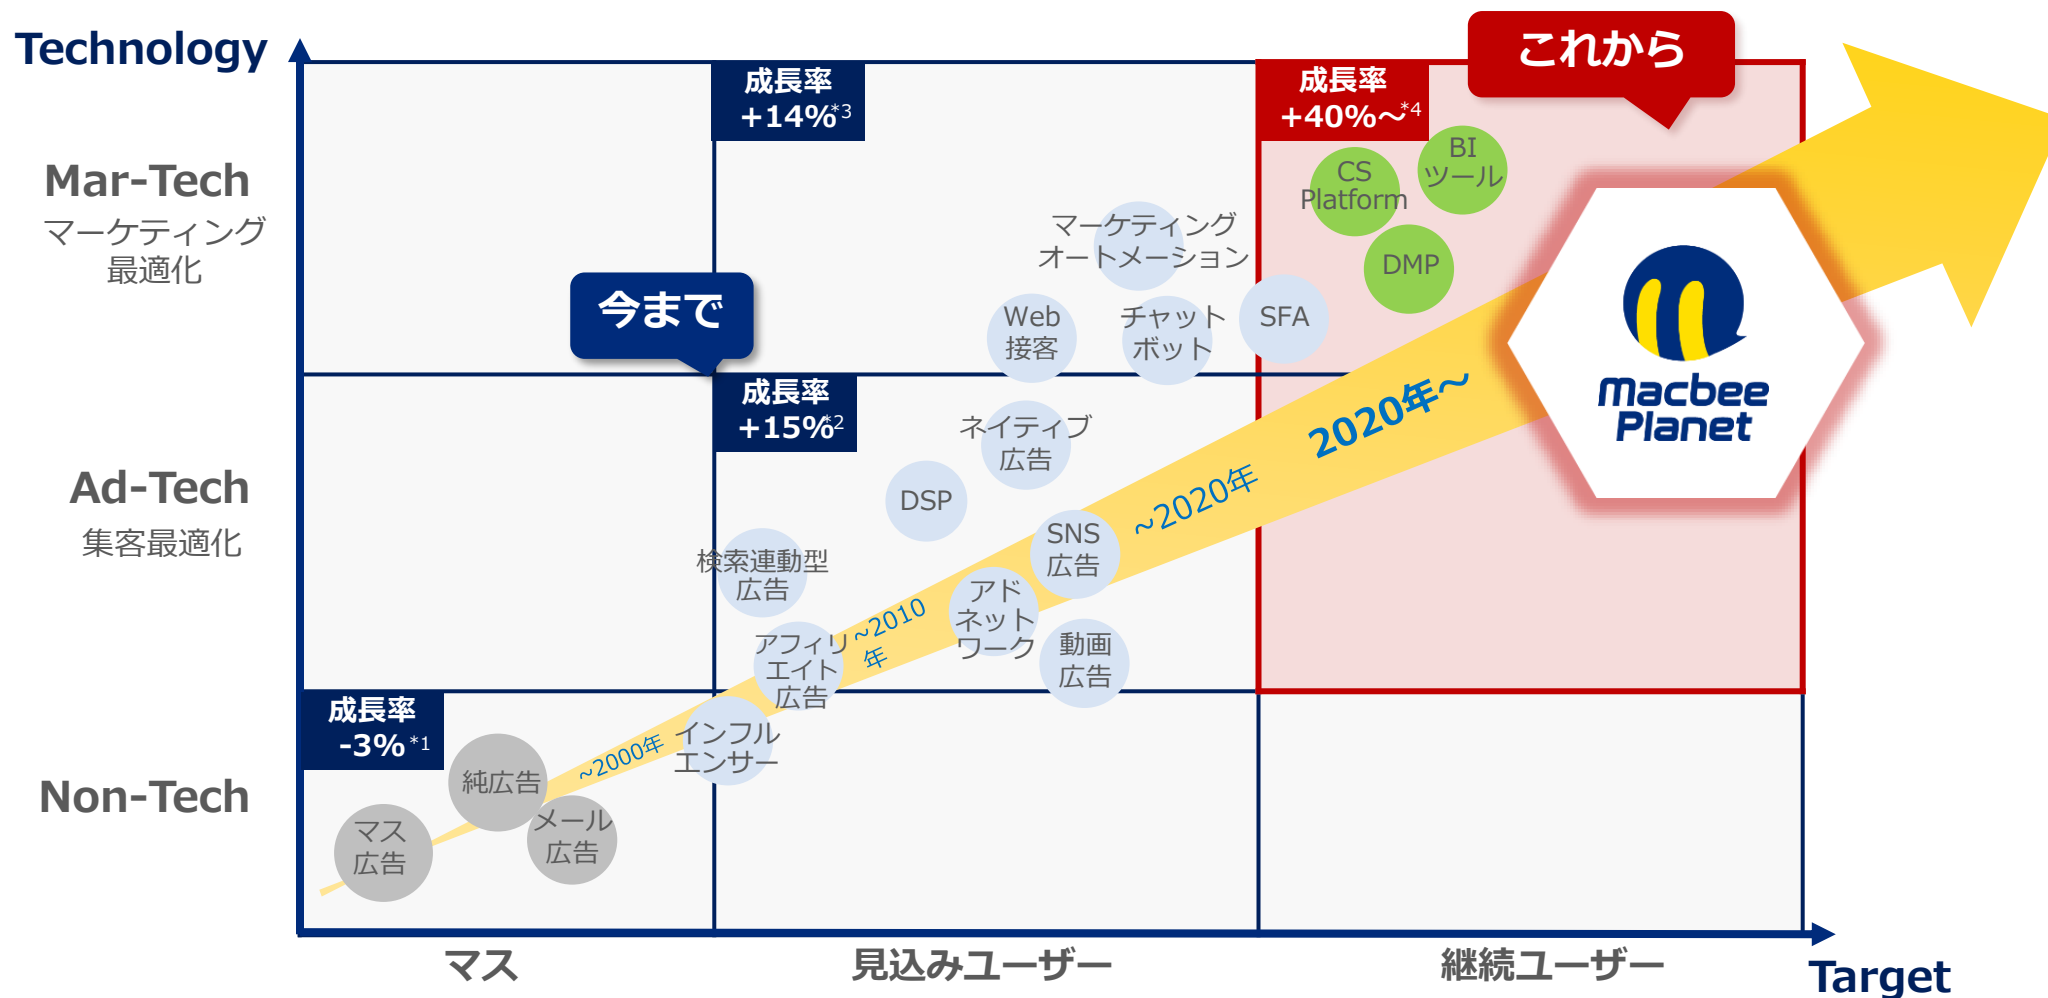 Technology
これから
成長率
+14%*3
成長率
+40%～*4
Mar-Tech
マーケティング
最適化
BI
ツール
CS
Platform
DMP
マーケティング
オートメーション
今まで
Web
接客
チャット
ボット
SFA
macbee
Planet
成長率
+15%*2
2020年～
~2020年
ネイティブ
広告
DSP
Ad-Tech
集客最適化
検索連動型
広告
SNS
広告
アド
ネット
ワーク
~2010
年
アフィリ
エイト
広告
動画
広告
成長率
-3% *1
~2000年
インフル
エンサー
Non-Tech
純広告
マス
広告
メール
広告
マス
見込みユーザー
継続ユーザー
Target